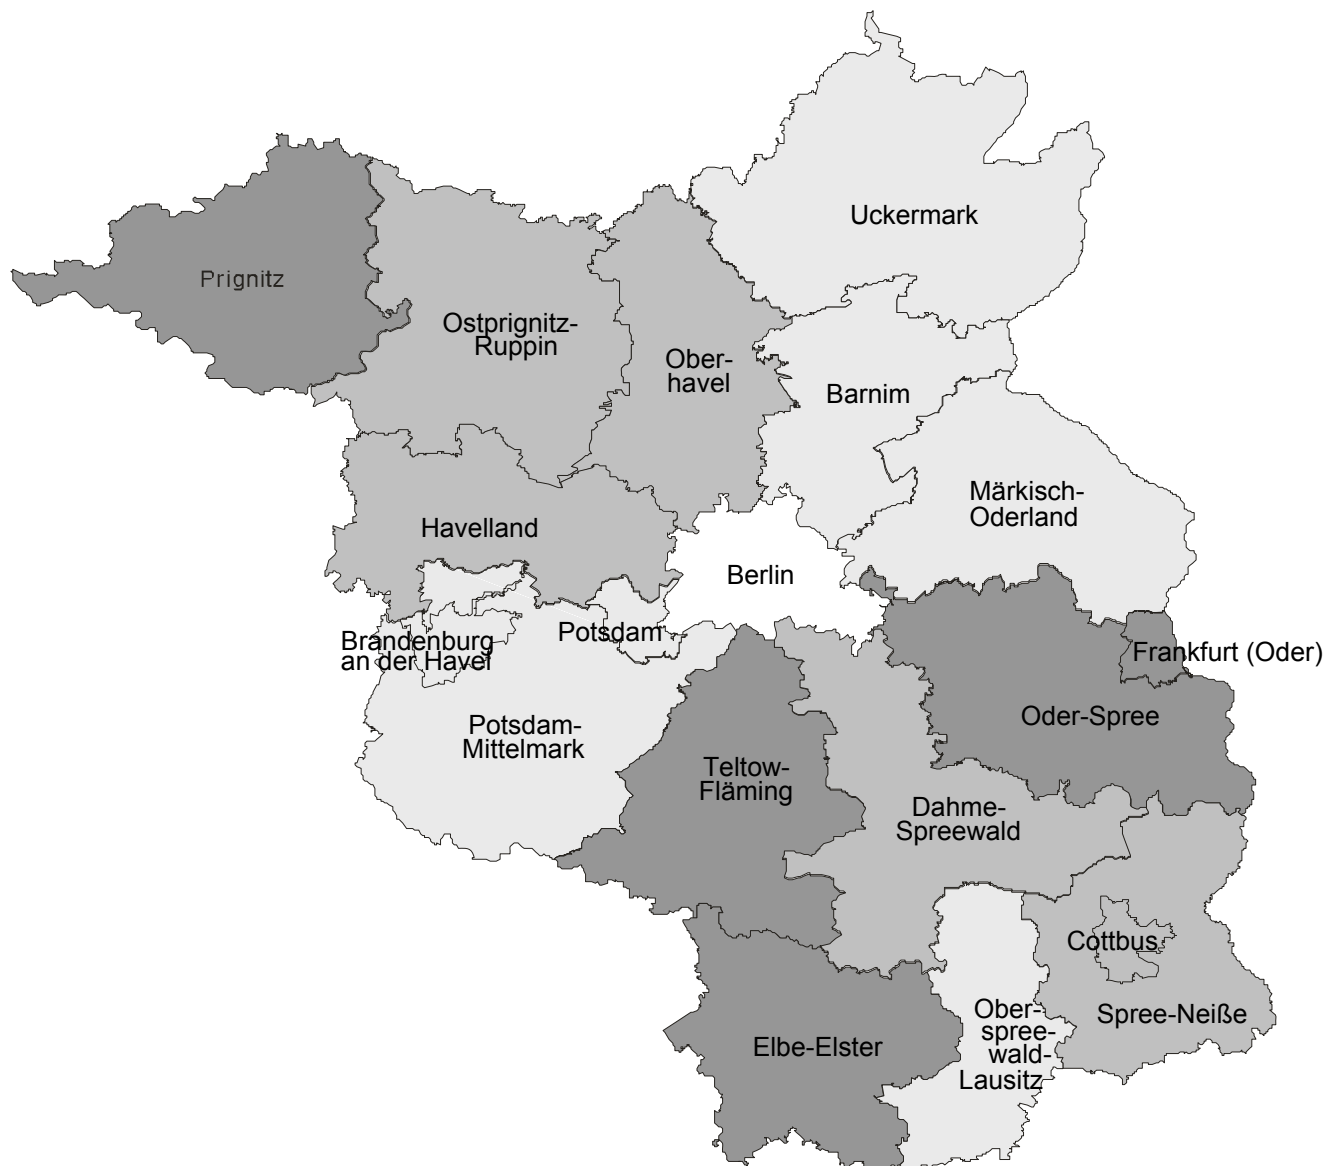 Uckermark
Prignitz
Ostprignitz-
Ruppin
Ober-
havel
Barnim
Märkisch-
Oderland
Havelland
Berlin
Brandenburg
an der Havel
Potsdam
Frankfurt (Oder)
Potsdam-
Mittelmark
Oder-Spree
Teltow-
Fläming
Dahme-
Spreewald
Cottbus
Spree-Neiße
Ober-
spree-
wald-
Lausitz
Elbe-Elster